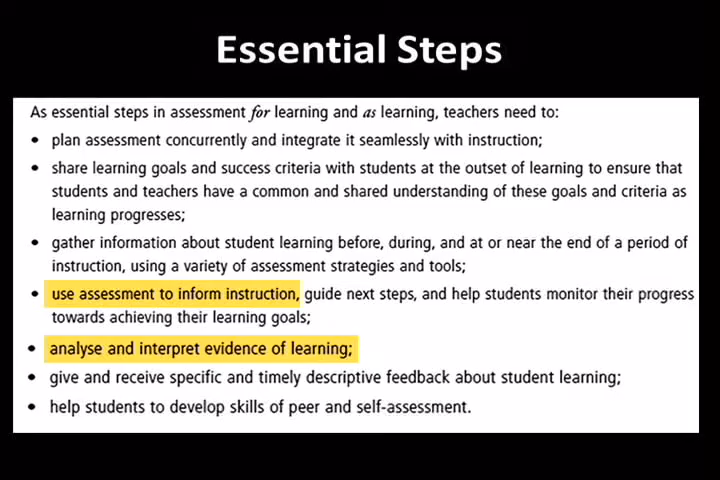 Essential Steps
As essential steps in assessment for learning and as learning, teachers need to:
• plan assessment concurrently and integrate it seamlessly with instruction;
• share learning goals and success criteria with students at the outset of learning to ensure that
students and teachers have a common and shared understanding of these goals and criteria as
learning progresses;
• gather information about student learning before, during, and at or near the end of a period of
instruction, using a variety of assessment strategies and tools;
• use assessment to inform instruction, guide next steps, and help students monitor their progress
towards achieving their learning goals;
• analyse and interpret evidence of learning;
• give and receive specific and timely descriptive feedback about student learning;
• help students to develop skills of peer and self-assessment.